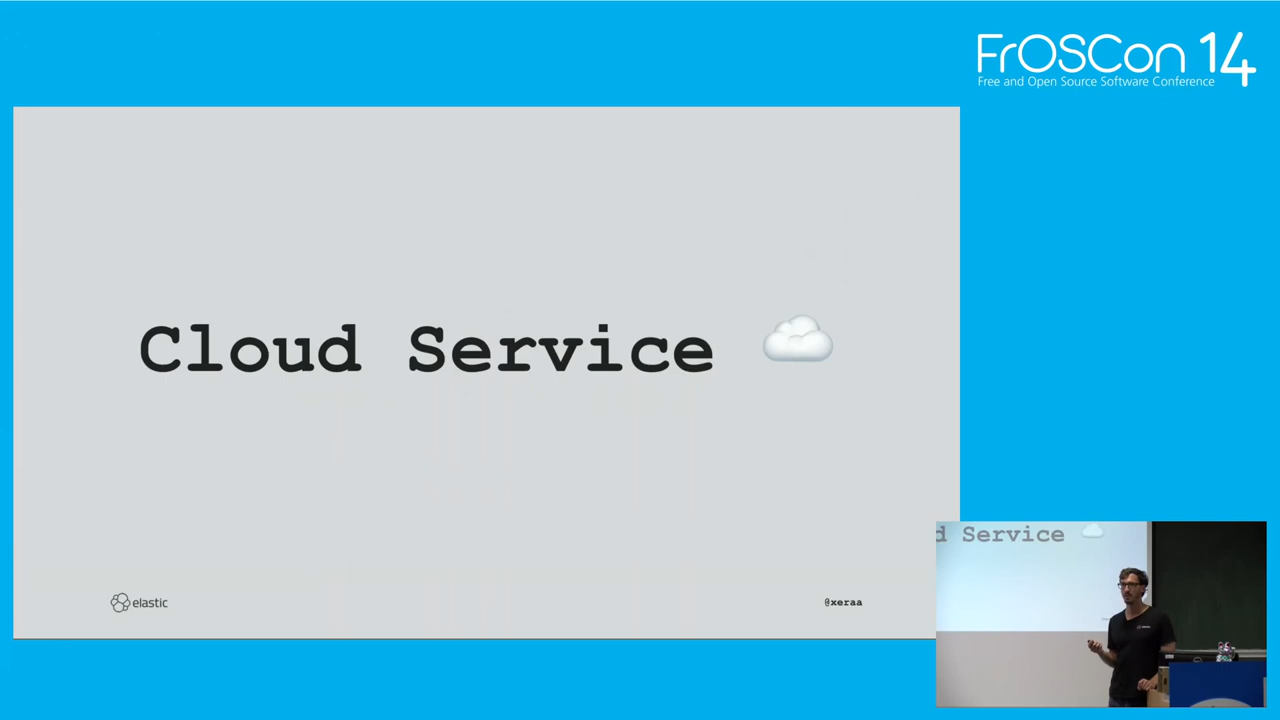 FrOSCon 14
Free and Open Source Software Conference
Cloud Service
elastic
@xeraa
d Service